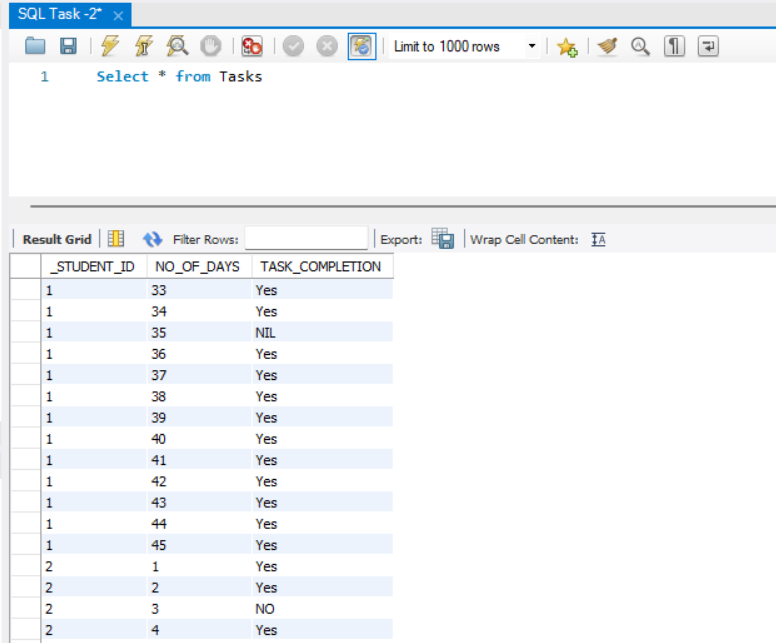 SQL Task -2*
Limit to 1000 rows
1 Select * from Tasks
Result Grid Filter Rows: Export: Wrap Cell Content:
_STUDENT_ID NO_OF_DAYS TASK_COMPLETION
1 33 Yes
1 34 Yes
1 35 NIL
1 36 Yes
1 37 Yes
1 38 Yes
1 39 Yes
1 40 Yes
1 41 Yes
1 42 Yes
1 43 Yes
1 44 Yes
1 45 Yes
2 1 Yes
2 2 Yes
2 3 NO
2 4 Yes